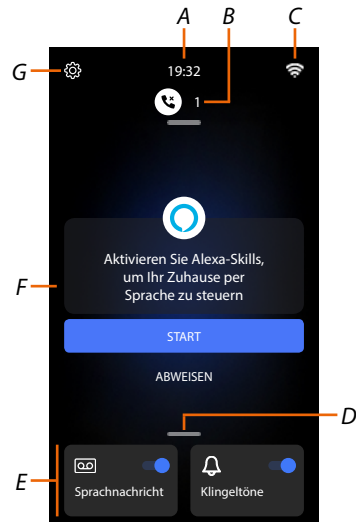 A
B
C
G
19:32
1
Aktivieren Sie Alexa-Skills,
um Ihr Zuhause per
Sprache zu steuern
F
START
ABWEISEN
D
E
Sprachnachricht
Klingeltöne